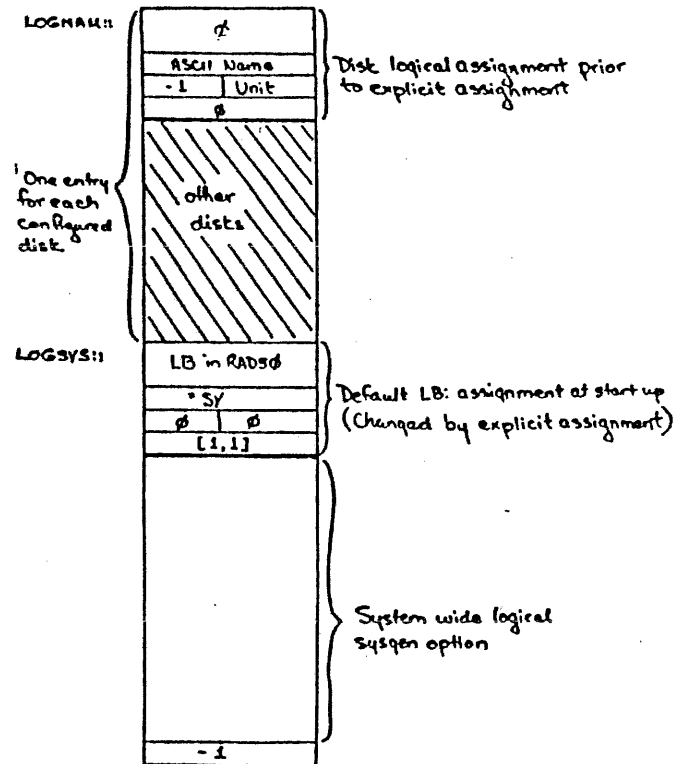 LOGNAM::
ø
ASCII Name
-1 Unit
ø
Disk logical assignment prior
to explicit assignment
One entry
for each
configured
disk
other
disks
LOGSYS::
LB in RAD5ø
"SY
ø ø
[1,1]
Default LB: assignment at start up
(Changed by explicit assignment)
System wide logical
sysgen option
-1